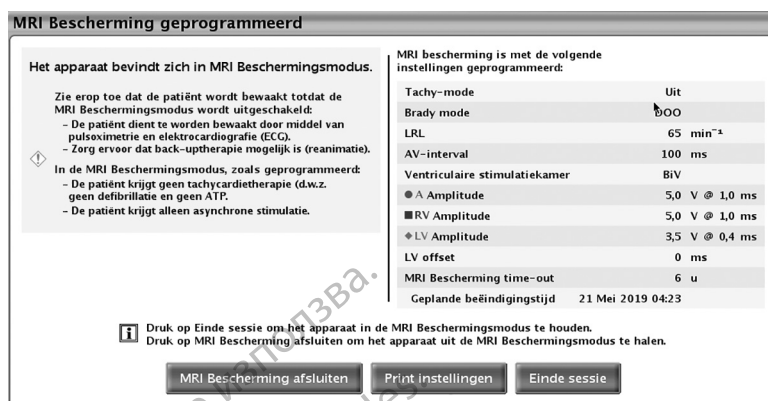 MRI Bescherming geprogrammeerd
Het apparaat bevindt zich in MRI Beschermingsmodus.
Zie erop toe dat de patiënt wordt bewaakt totdat de
MRI Beschermingsmodus wordt uitgeschakeld:
– De patiënt dient te worden bewaakt door middel van
pulsoximetrie en elektrocardiografie (ECG).
– Zorg ervoor dat back-uptherapie mogelijk is (reanimatie).
In de MRI Beschermingsmodus, zoals geprogrammeerd:
– De patiënt krijgt geen tachycardietherapie (d.w.z.
geen defibrillatie en geen ATP.
– De patiënt krijgt alleen asynchrone stimulatie.
MRI bescherming is met de volgende
instellingen geprogrammeerd:
Tachy-mode Uit
Brady mode DOO
LRL 65 min⁻¹
AV-interval 100 ms
Ventriculaire stimulatiekamer BiV
A Amplitude 5,0 V @ 1,0 ms
RV Amplitude 5,0 V @ 1,0 ms
LV Amplitude 3,5 V @ 0,4 ms
LV offset 0 ms
MRI Bescherming time-out 6 u
Geplande beëindigingstijd 21 Mei 2019 04:23
Druk op Einde sessie om het apparaat in de MRI Beschermingsmodus te houden.
Druk op MRI Bescherming afsluiten om het apparaat uit de MRI Beschermingsmodus te halen.
MRI Bescherming afsluiten Print instellingen Einde sessie